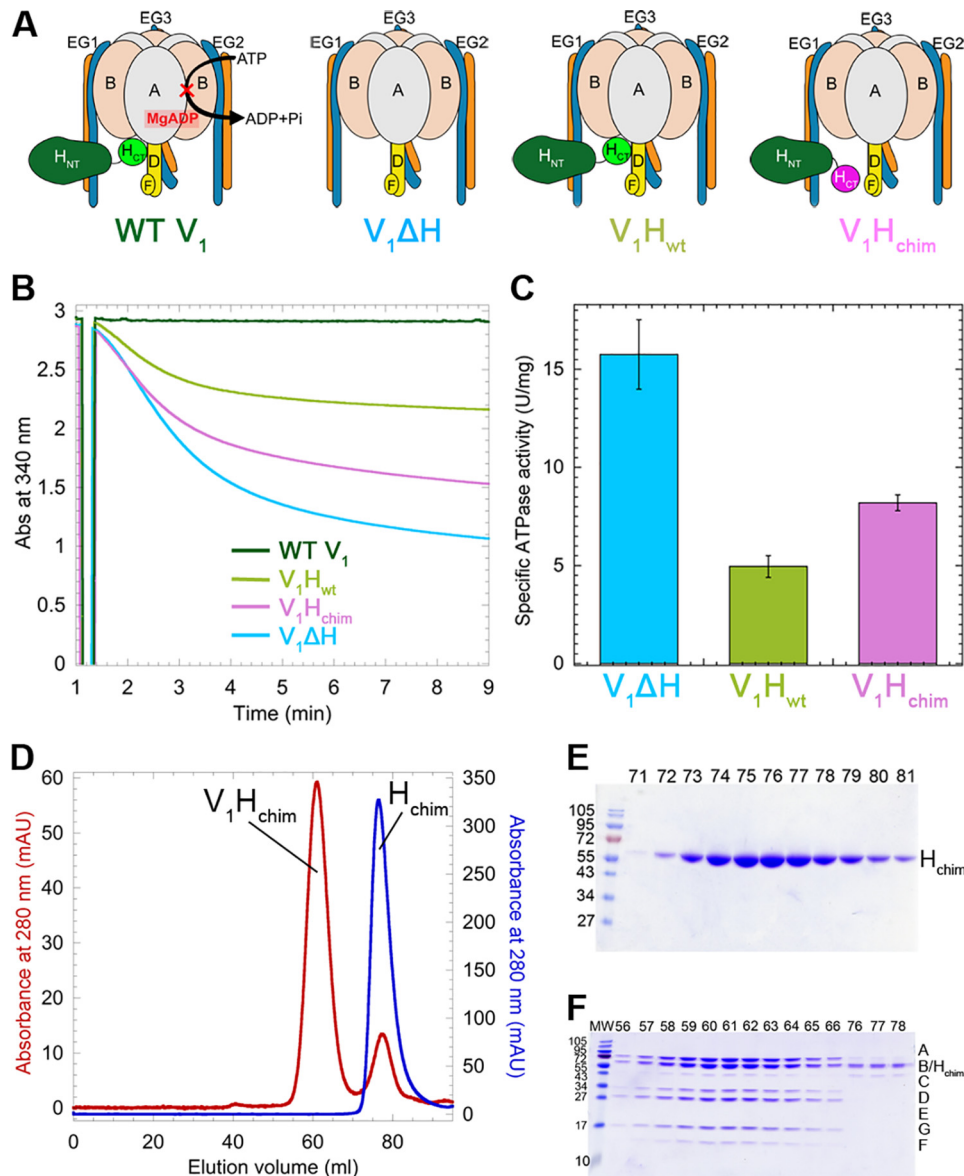 A
EG3
EG1
EG2
B
A
B
ATP
MgADP
ADP+Pi
HNT
HCT
D
F
WT V1
EG3
EG1
EG2
B
A
B
D
F
V1ΔH
EG3
EG1
EG2
B
A
B
HNT
HCT
D
F
V1Hwt
EG3
EG1
EG2
B
A
B
HNT
HCT
D
F
V1Hchim
B
Abs at 340 nm
3
2.5
2
1.5
1
0.5
0
WT V1
V1Hwt
V1Hchim
V1ΔH
1 2 3 4 5 6 7 8 9
Time (min)
C
Specific ATPase activity (U/mg)
15
10
5
0
V1ΔH
V1Hwt
V1Hchim
D
Absorbance at 280 nm (mAU)
60
50
40
30
20
10
0
V1Hchim
Hchim
350
300
250
200
150
100
50
0
Absorbance at 280 nm (mAU)
0 20 40 60 80
Elution volume (ml)
E
71 72 73 74 75 76 77 78 79 80 81
105
95
72
55
43
34
27
Hchim
F
MW 56 57 58 59 60 61 62 63 64 65 66 76 77 78
105
95
72
55
43
34
27
17
10
A
B/Hchim
C
D
E
G
F